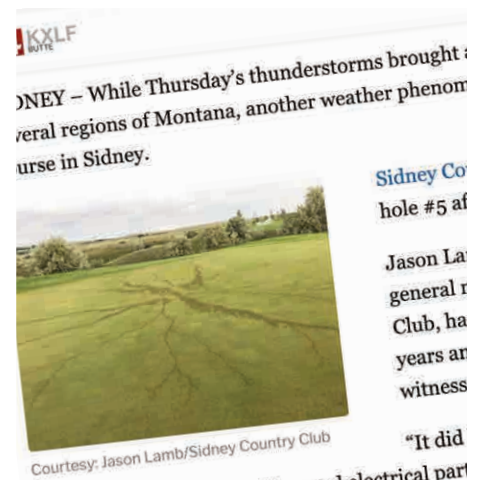 KXLF
BUTTE
DNEY – While Thursday's thunderstorms brought
veral regions of Montana, another weather phenom
urse in Sidney.
Sidney Co
hole #5 af
Jason La
general
Club, ha
years an
witness
"It did
Courtesy: Jason Lamb/Sidney Country Club
electrical part